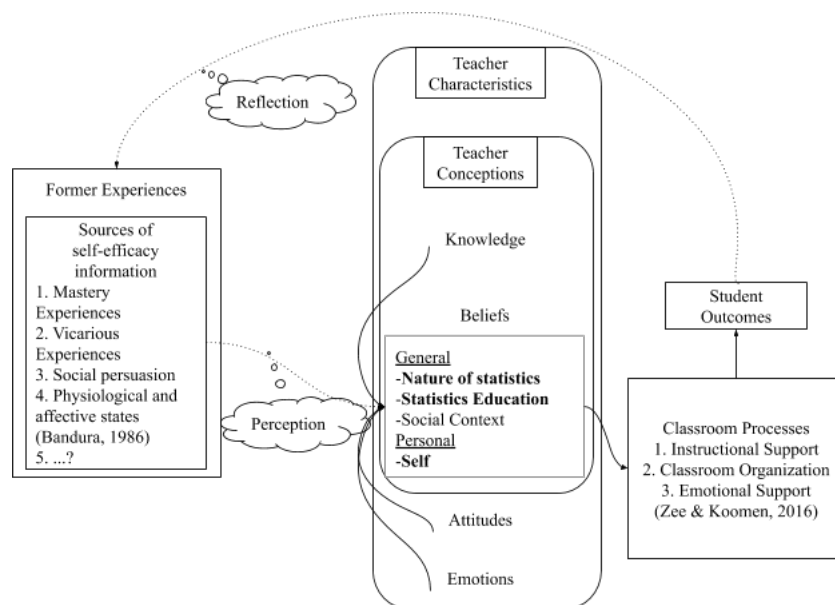 Teacher
Characteristics
Reflection
Teacher
Conceptions
Former Experiences
Sources of
self-efficacy
information
1. Mastery
Experiences
2. Vicarious
Experiences
3. Social persuasion
4. Physiological and
affective states
(Bandura, 1986)
5. ...?
Perception
Knowledge
Beliefs
General
-Nature of statistics
-Statistics Education
-Social Context
Personal
-Self
Attitudes
Emotions
Student
Outcomes
Classroom Processes
1. Instructional Support
2. Classroom Organization
3. Emotional Support
(Zee & Koomen, 2016)